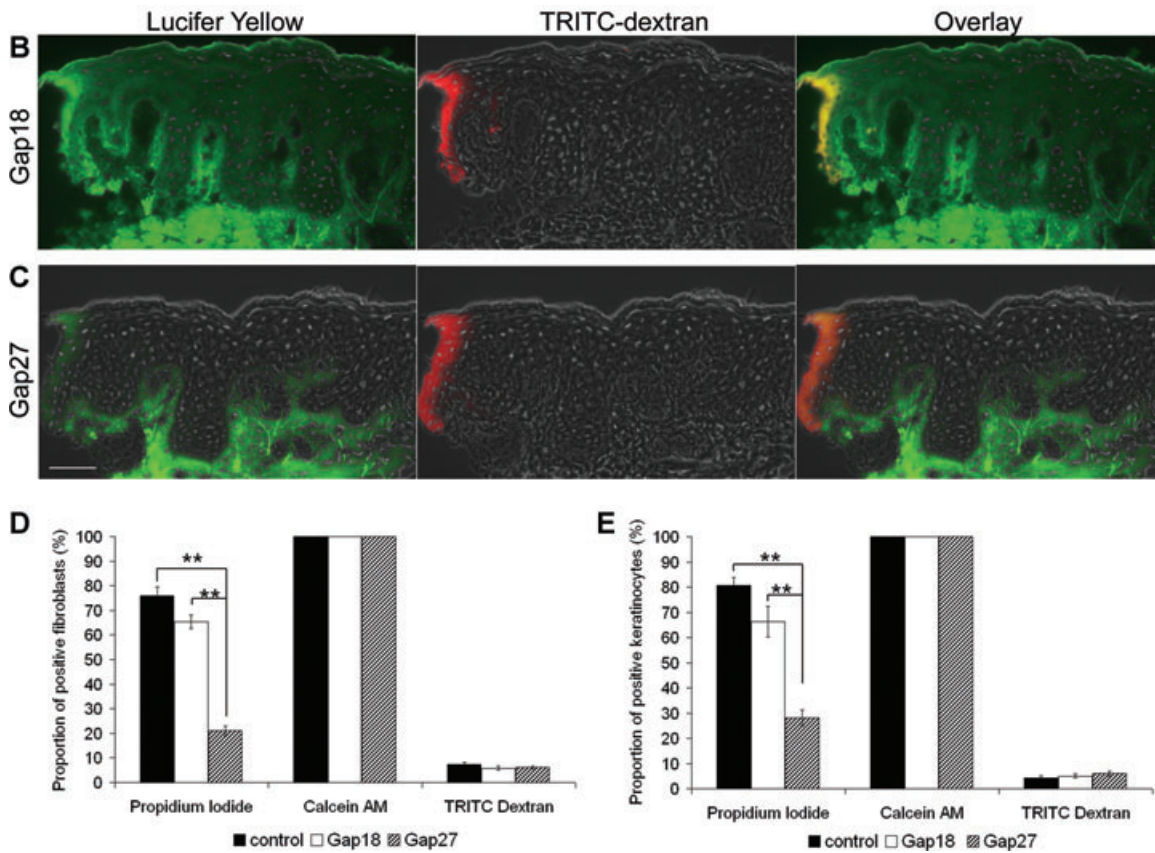 Lucifer Yellow
TRITC-dextran
Overlay
B
Gap18
C
Gap27
D
Proportion of positive fibroblasts (%)
100
90
80
70
60
50
40
30
20
10
0
**
**
Propidium Iodide
Calcein AM
TRITC Dextran
control
Gap18
Gap27
E
Proportion of positive keratinocytes (%)
100
90
80
70
60
50
40
30
20
10
0
**
**
Propidium Iodide
Calcein AM
TRITC Dextran
control
Gap18
Gap27